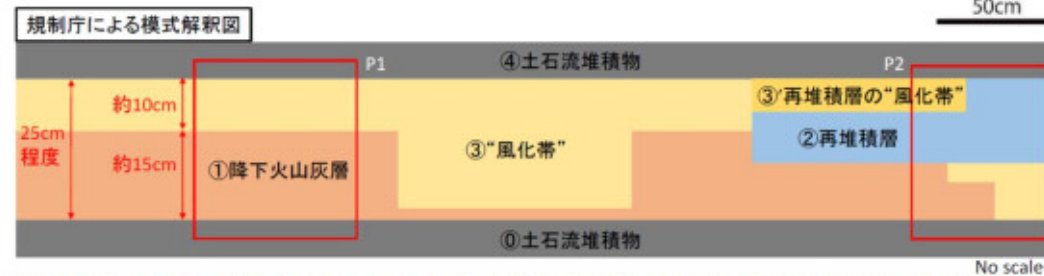 50cm
規制庁による模式解釈図
④土石流堆積物
P1
P2
約10cm
③’再堆積層の“風化帯”
25cm
程度
②再堆積層
③“風化帯”
約15cm
①降下火山灰層
⓪土石流堆積物
No scale